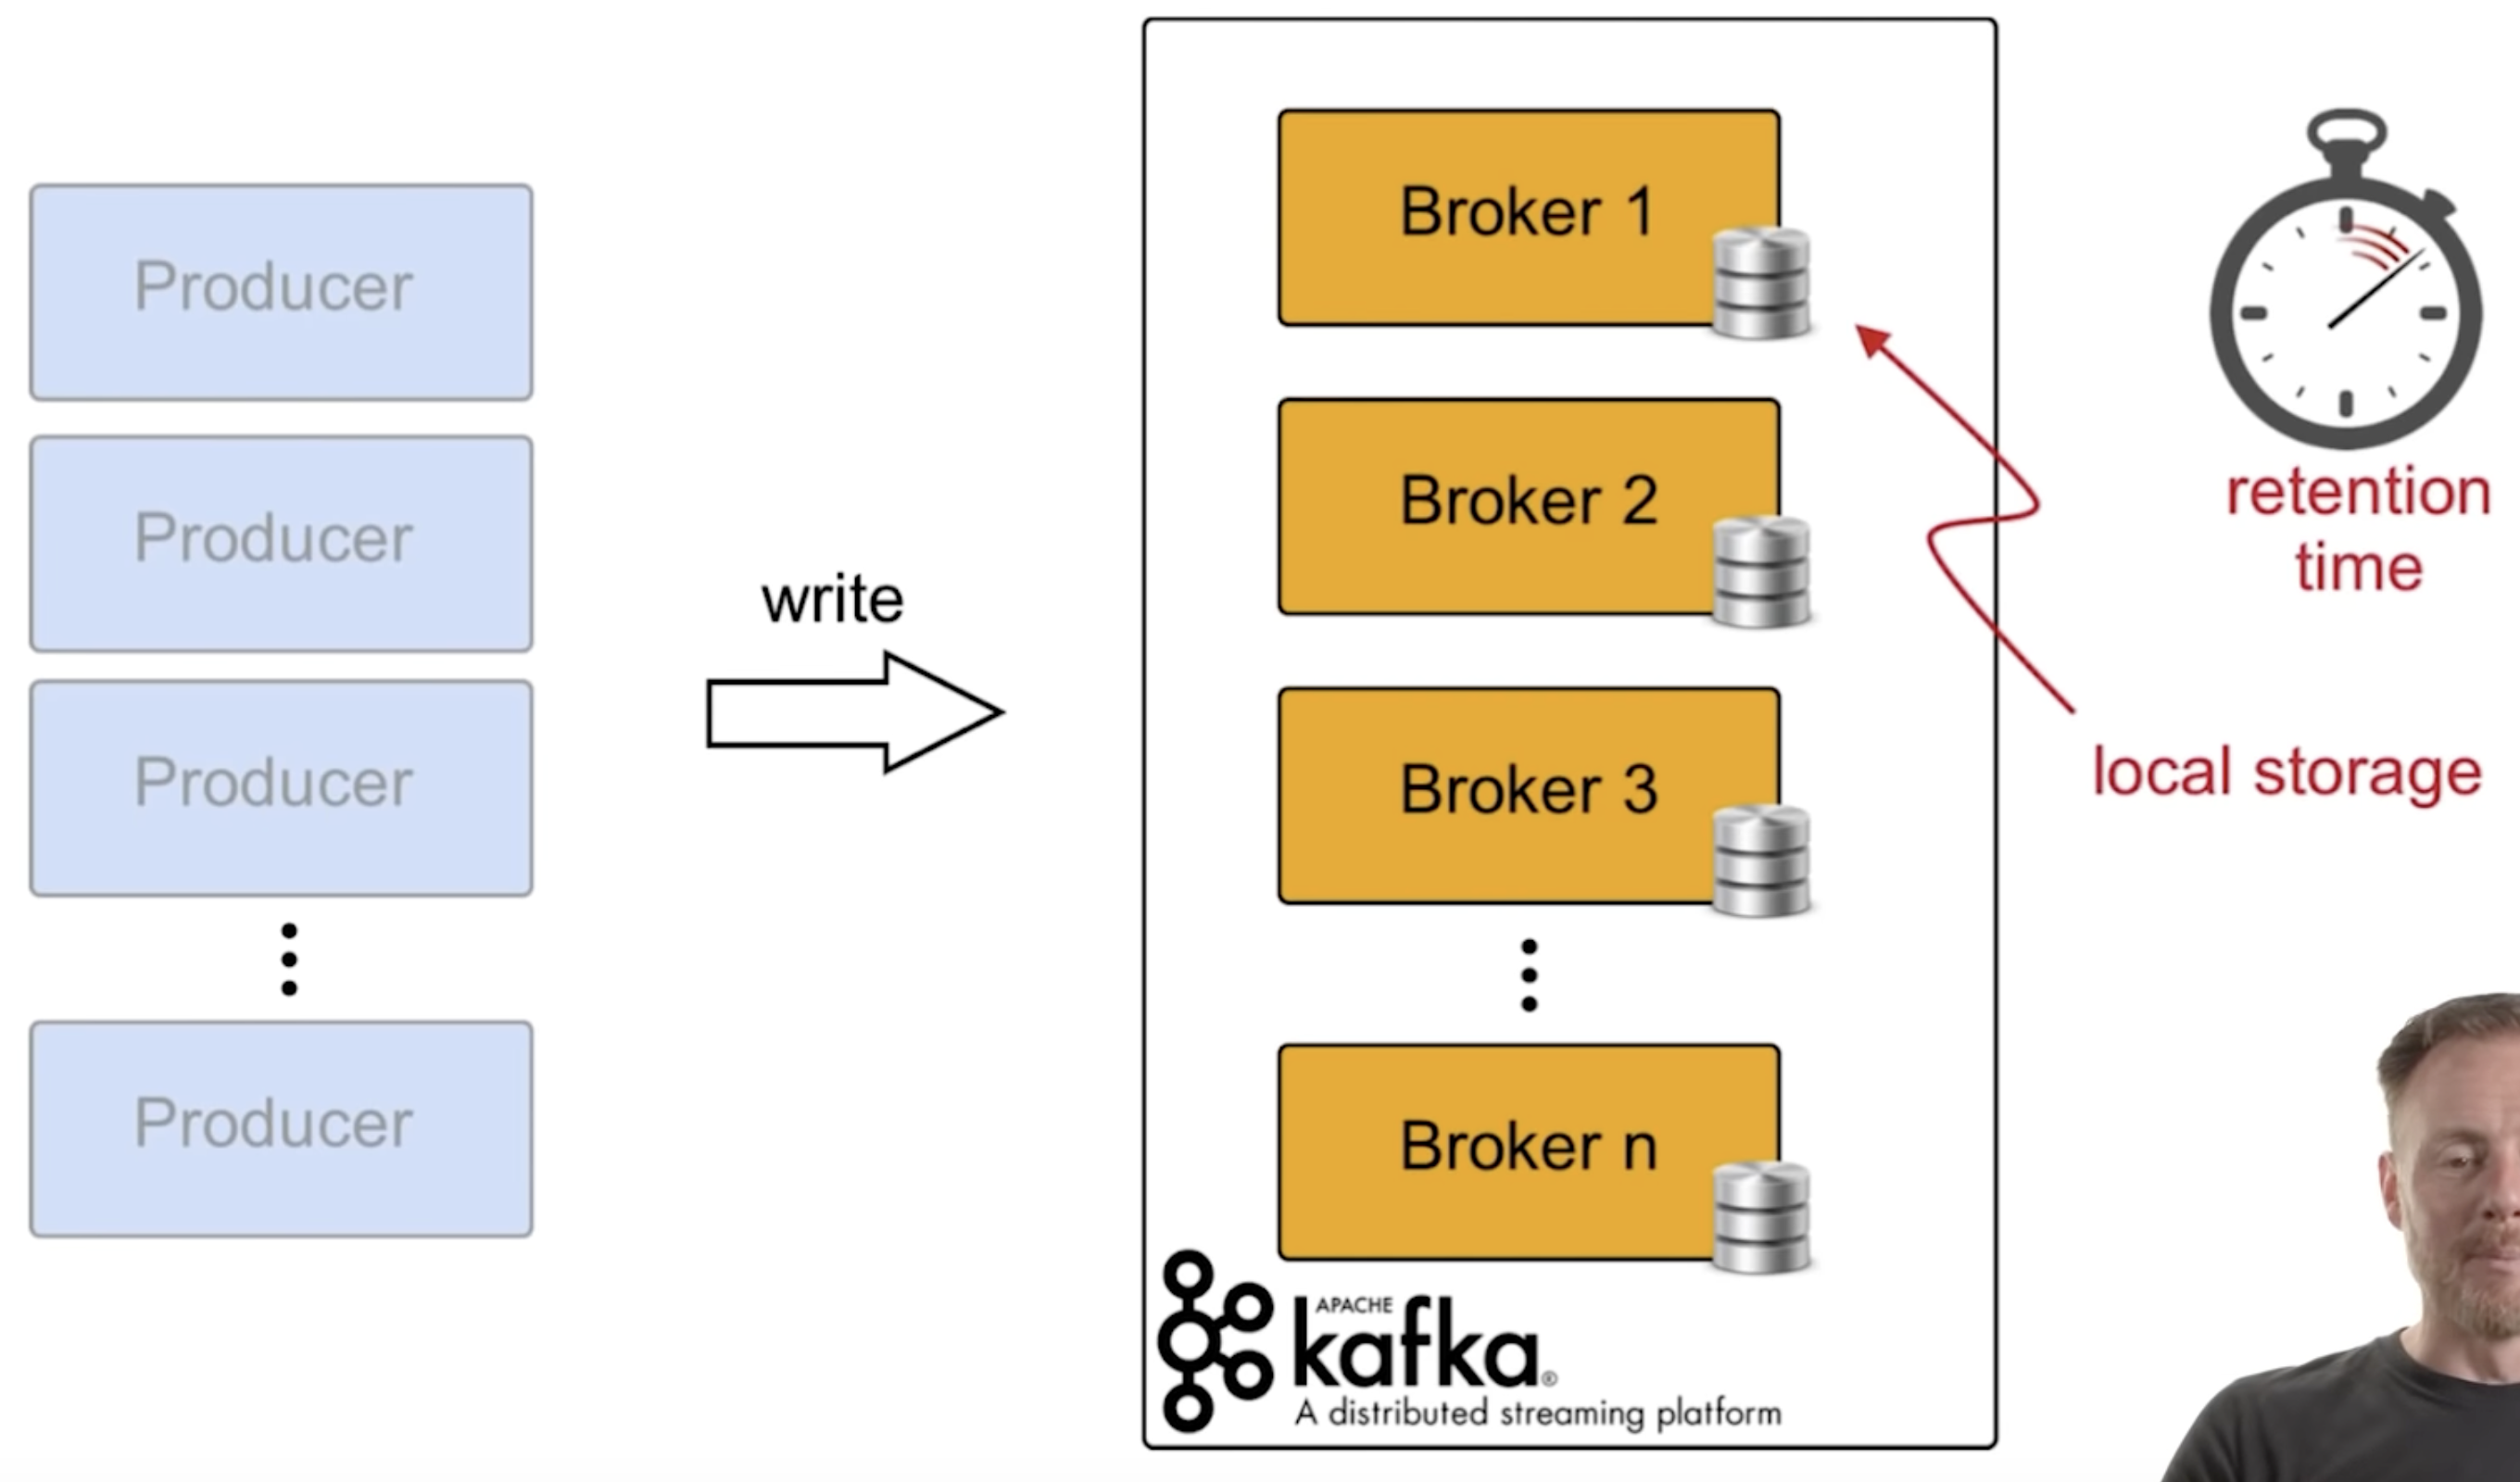 Producer
Producer
Producer
Producer
write
Broker 1
Broker 2
Broker 3
Broker n
APACHE
kafka®
A distributed streaming platform
retention
time
local storage